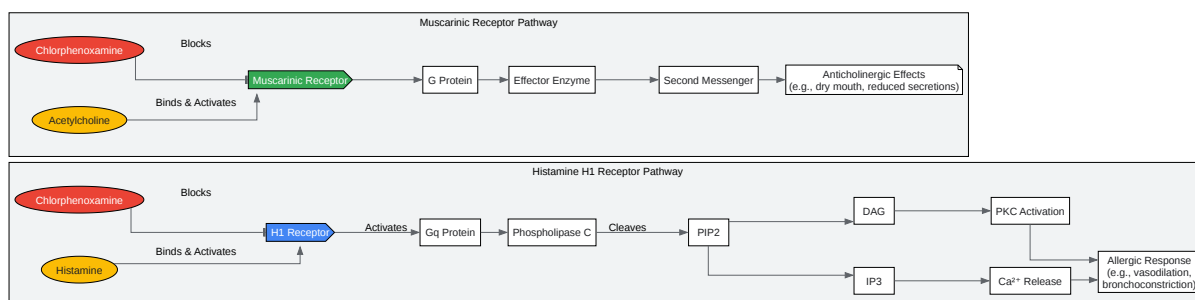 Muscarinic Receptor Pathway
Chlorphenoxamine
Blocks
Muscarinic Receptor
G Protein
Effector Enzyme
Second Messenger
Anticholinergic Effects
(e.g., dry mouth, reduced secretions)
Binds & Activates
Acetylcholine
Histamine H1 Receptor Pathway
Chlorphenoxamine
Blocks
H1 Receptor
Activates
Gq Protein
Phospholipase C
Cleaves
PIP2
DAG
PKC Activation
Binds & Activates
Histamine
IP3
Ca²⁺ Release
Allergic Response
(e.g., vasodilation,
bronchoconstriction)